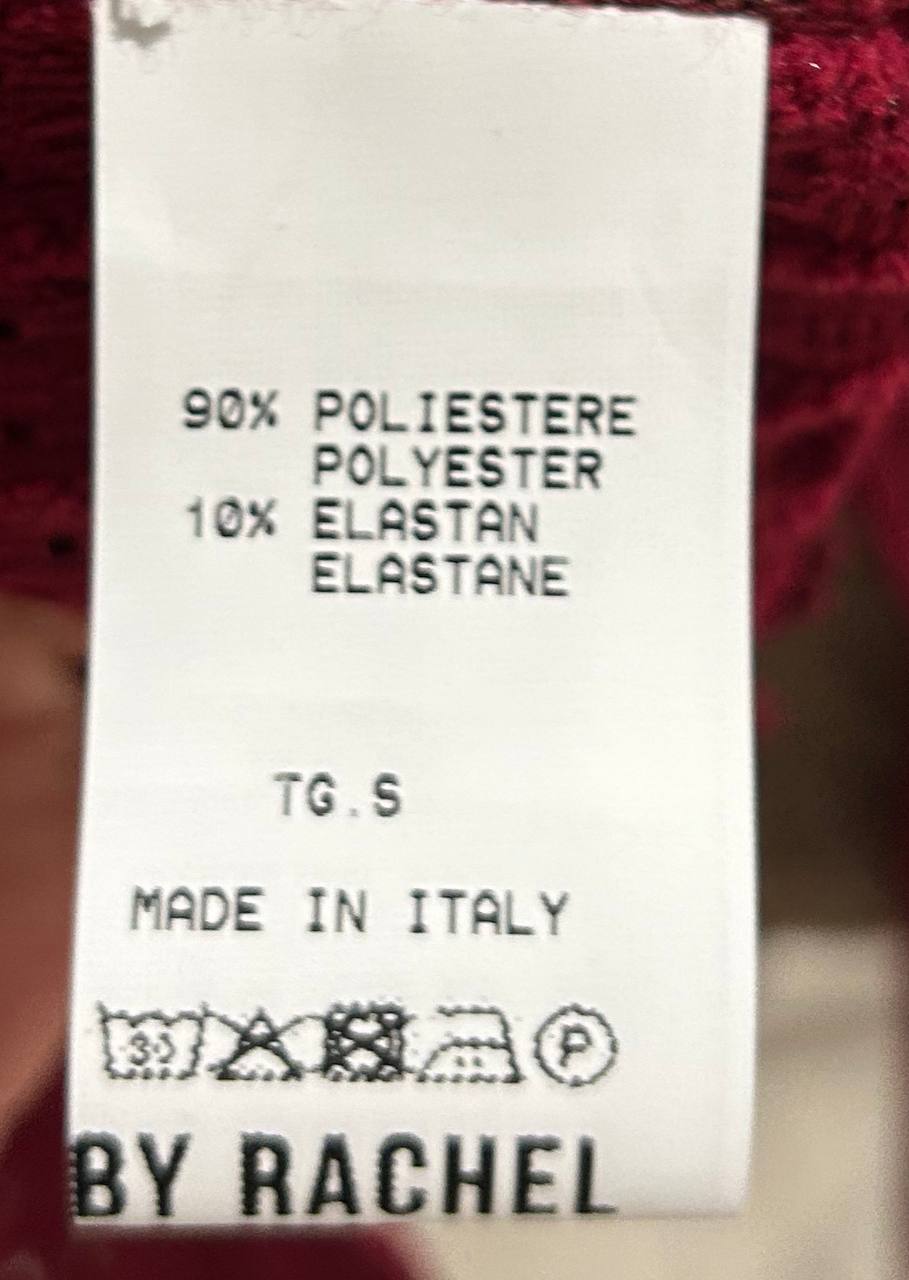 90% POLIESTERE
POLYESTER
10% ELASTAN
ELASTANE
TG.S
MADE IN ITALY
30 P
BY RACHEL